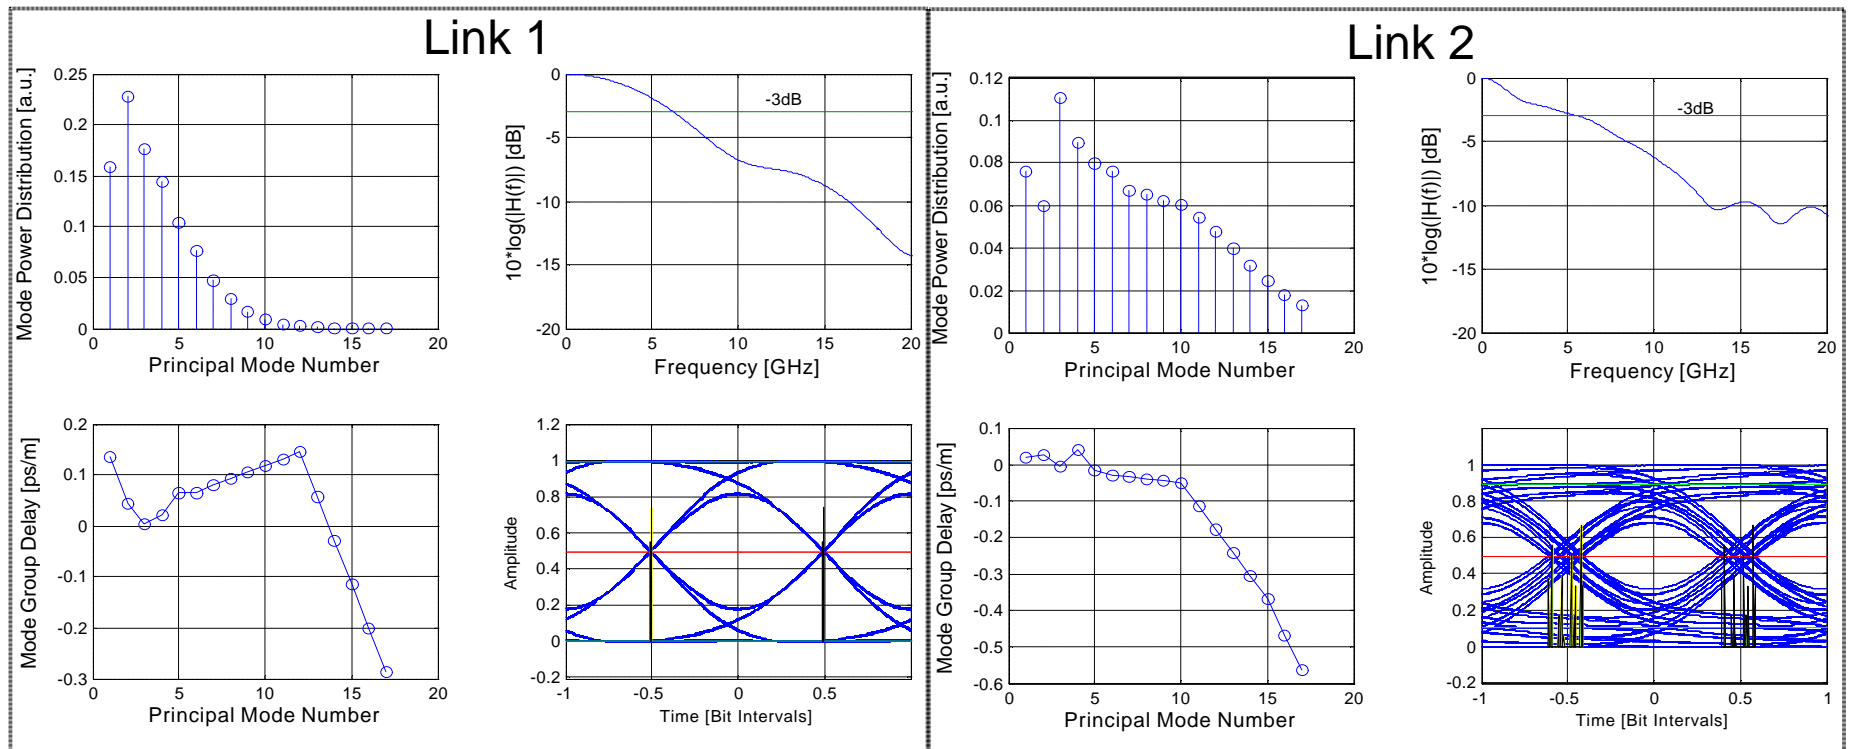 Link 1
Mode Power Distribution [a.u.]
0.25
0.2
0.15
0.1
0.05
0
0 5 10 15 20
Principal Mode Number
10*log(|H(f)|) [dB]
0
-5
-10
-15
-20
-3dB
0 5 10 15 20
Frequency [GHz]
Mode Group Delay [ps/m]
0.2
0.1
0
-0.1
-0.2
-0.3
0 5 10 15 20
Principal Mode Number
Amplitude
1.2
1
0.8
0.6
0.4
0.2
0
-0.2
-1 -0.5 0 0.5
Time [Bit Intervals]
Link 2
Mode Power Distribution [a.u.]
0.12
0.1
0.08
0.06
0.04
0.02
0
0 5 10 15 20
Principal Mode Number
10*log(|H(f)|) [dB]
0
-5
-10
-15
-20
-3dB
0 5 10 15 20
Frequency [GHz]
Mode Group Delay [ps/m]
0.1
0
-0.1
-0.2
-0.3
-0.4
-0.5
-0.6
0 5 10 15 20
Principal Mode Number
Amplitude
1
0.8
0.6
0.4
0.2
0
-0.2
-1 -0.5 0 0.5 1
Time [Bit Intervals]